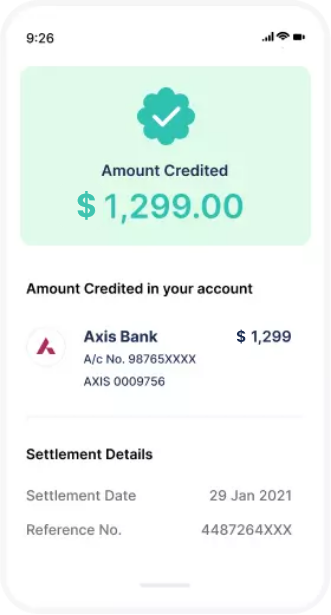 9:26
Amount Credited
$ 1,299.00
Amount Credited in your account
Axis Bank $ 1,299
A/c No. 98765XXXX
AXIS 0009756
Settlement Details
Settlement Date 29 Jan 2021
Reference No. 4487264XXX